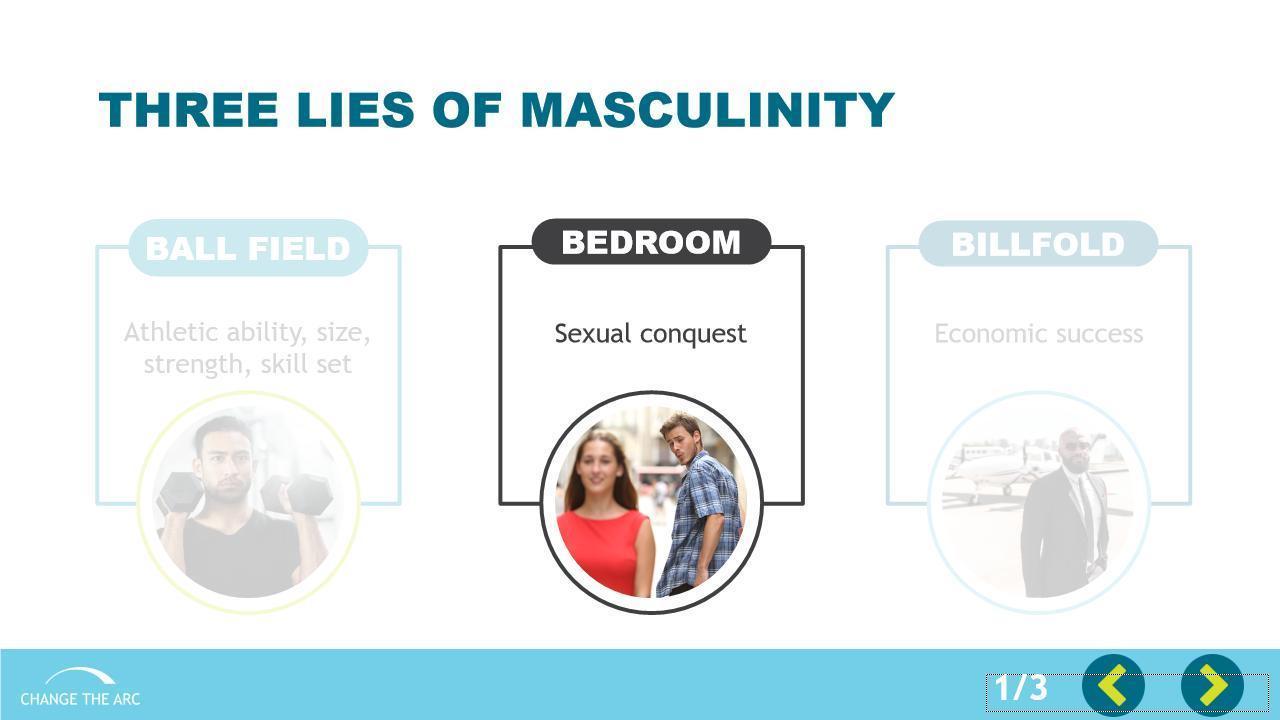 THREE LIES OF MASCULINITY
BALL FIELD
Athletic ability, size,
strength, skill set
BEDROOM
Sexual conquest
BILLFOLD
Economic success
CHANGE THE ARC
1/3